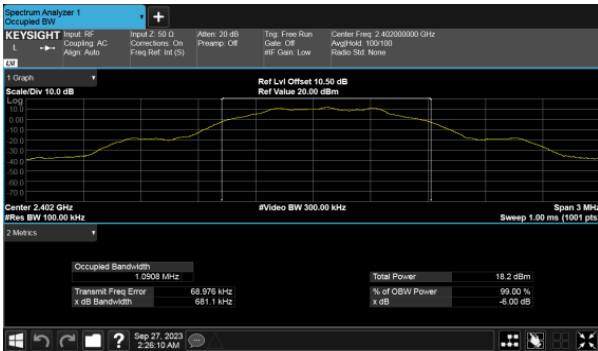 Spectrum Analyzer 1
Occupied BW
+
KEYSIGHT
L
Input: RF
Coupling: AC
Align: Auto
Input Z: 50 Ω
Corrections: On
Freq Ref: Int (S)
Atten: 20 dB
Preamp: Off
Trig: Free Run
Gate: Off
#IF Gain: Low
Center Freq: 2.402000000 GHz
Avg|Hold: 100/100
Radio Std: None
1 Graph
Scale/Div 10.0 dB
Ref Lvl Offset 10.50 dB
Ref Value 20.00 dBm
Log
10.0
0.00
-10.0
-20.0
-30.0
-40.0
-50.0
-60.0
-70.0
Center 2.402 GHz
#Video BW 300.00 kHz
Span 3 MHz
#Res BW 100.00 kHz
Sweep 1.00 ms (1001 pts
2 Metrics
Occupied Bandwidth
1.0908 MHz
Total Power 18.2 dBm
Transmit Freq Error 68.976 kHz
% of OBW Power 99.00 %
x dB Bandwidth 681.1 kHz
x dB -6.00 dB
?
Sep 27, 2023
2:26:10 AM